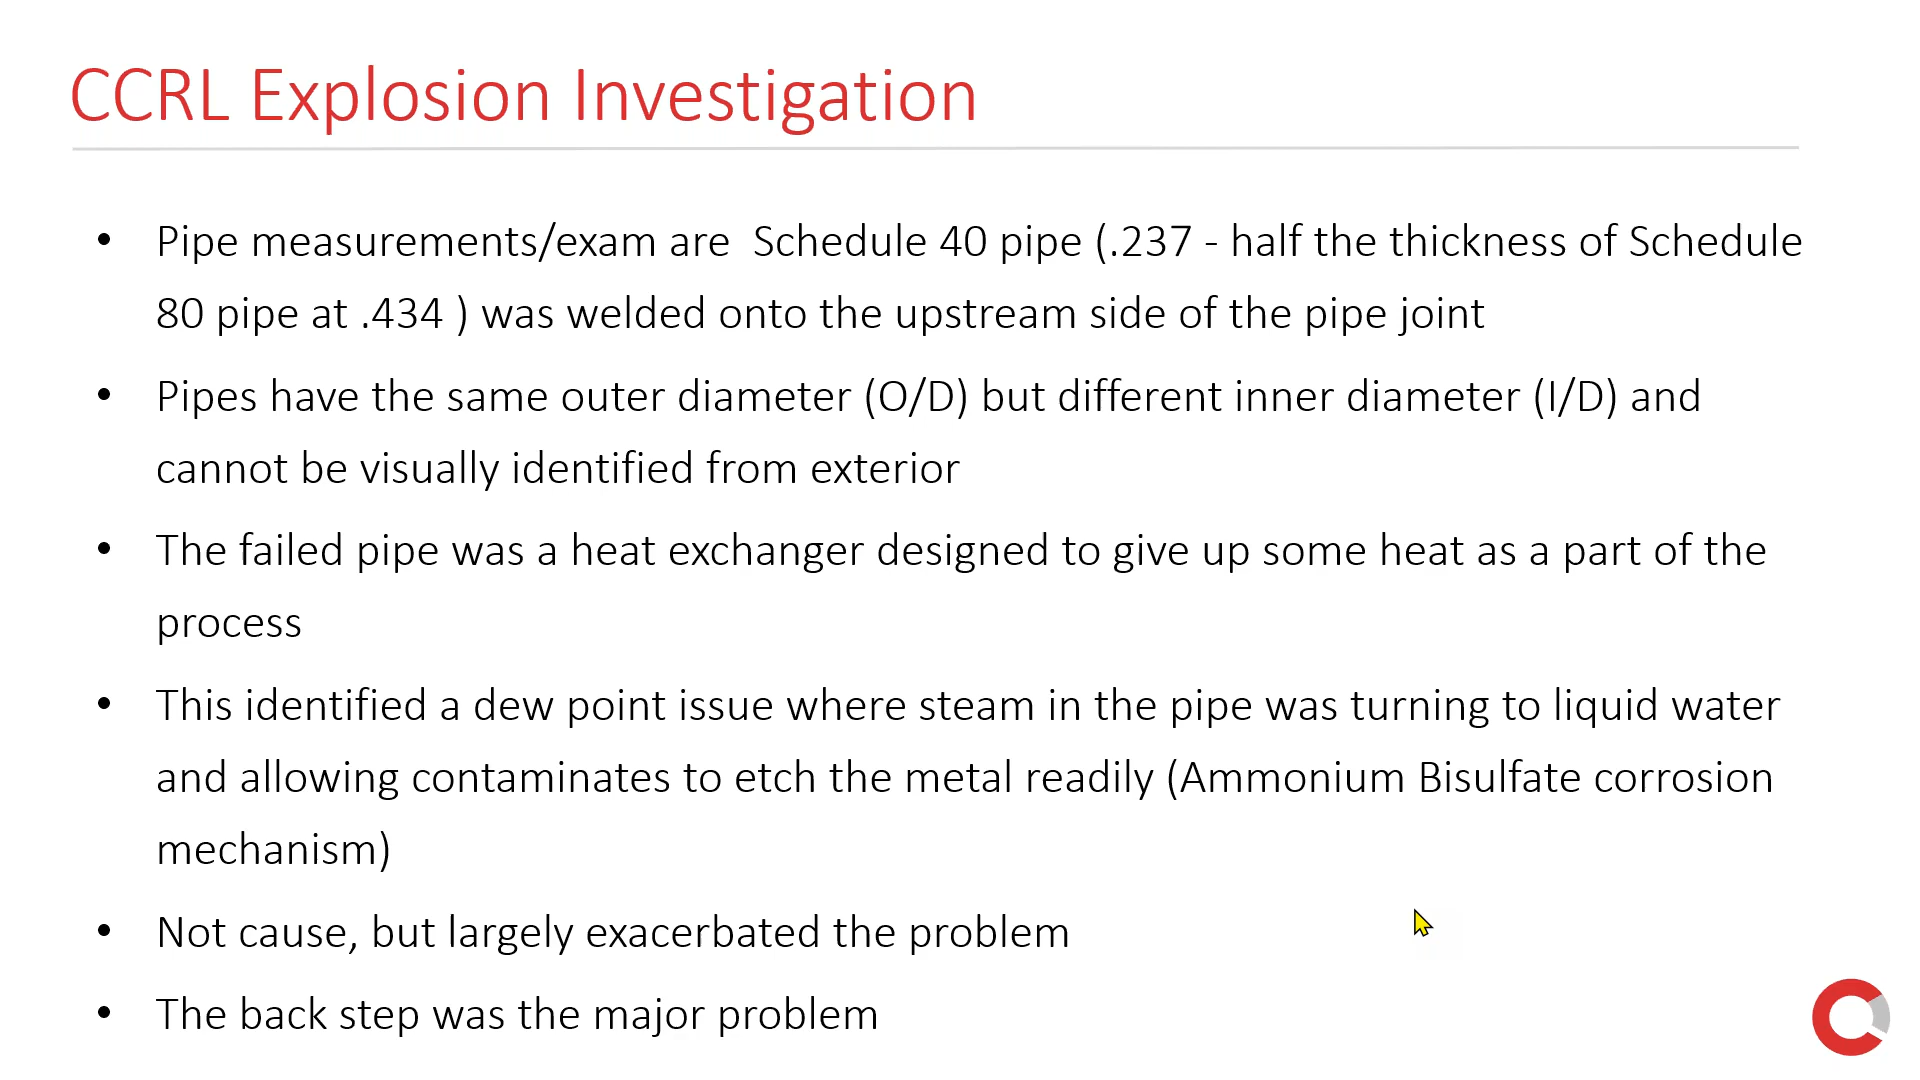 CCRL Explosion Investigation
• Pipe measurements/exam are  Schedule 40 pipe (.237 - half the thickness of Schedule
80 pipe at .434 ) was welded onto the upstream side of the pipe joint
• Pipes have the same outer diameter (O/D) but different inner diameter (I/D) and
cannot be visually identified from exterior
• The failed pipe was a heat exchanger designed to give up some heat as a part of the
process
• This identified a dew point issue where steam in the pipe was turning to liquid water
and allowing contaminates to etch the metal readily (Ammonium Bisulfate corrosion
mechanism)
• Not cause, but largely exacerbated the problem
• The back step was the major problem